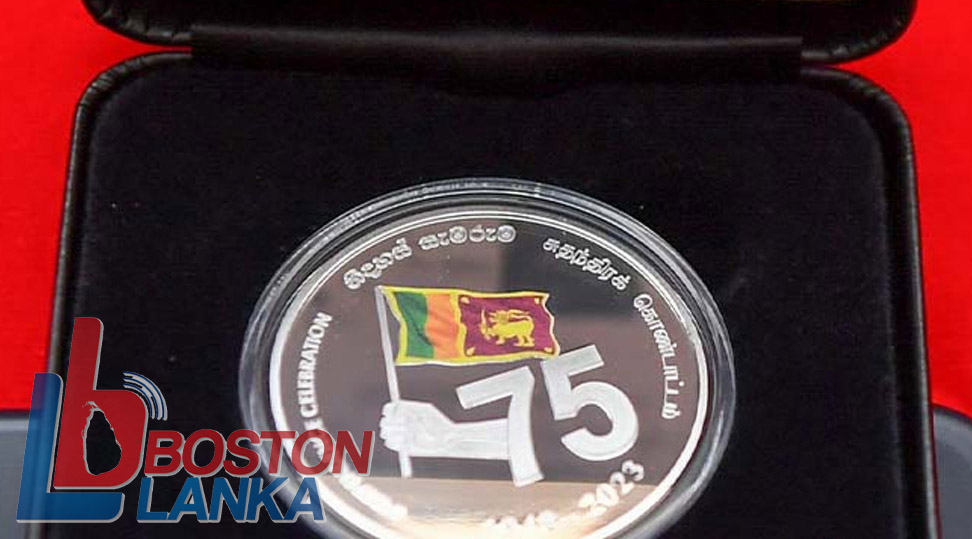 නිදහස් සැමරුම
சுதந்திரக் கொண்டாட்டம்
CELEBRATION
75
2023
BOSTON
LANKA